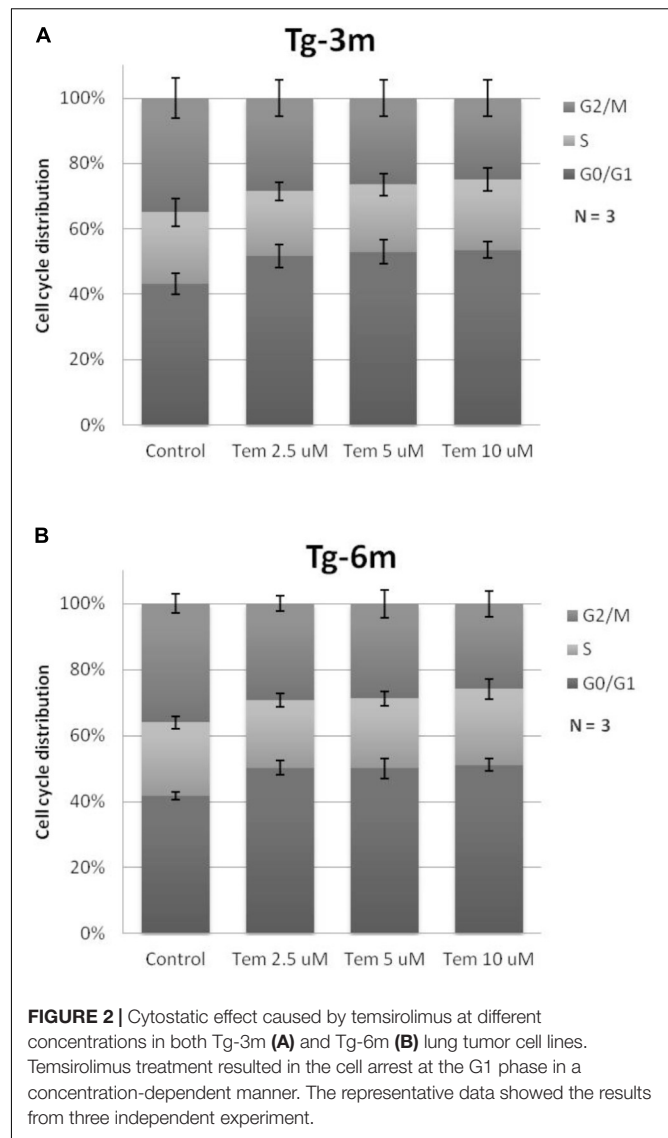 A
Tg-3m
Cell cycle distribution
100%
80%
60%
40%
20%
0%
Control Tem 2.5 uM Tem 5 uM Tem 10 uM
G2/M
S
G0/G1
N = 3
B
Tg-6m
Cell cycle distribution
100%
80%
60%
40%
20%
0%
Control Tem 2.5 uM Tem 5 uM Tem 10 uM
G2/M
S
G0/G1
N = 3
FIGURE 2 | Cytostatic effect caused by temsirolimus at different
concentrations in both Tg-3m (A) and Tg-6m (B) lung tumor cell lines.
Temsirolimus treatment resulted in the cell arrest at the G1 phase in a
concentration-dependent manner. The representative data showed the results
from three independent experiment.